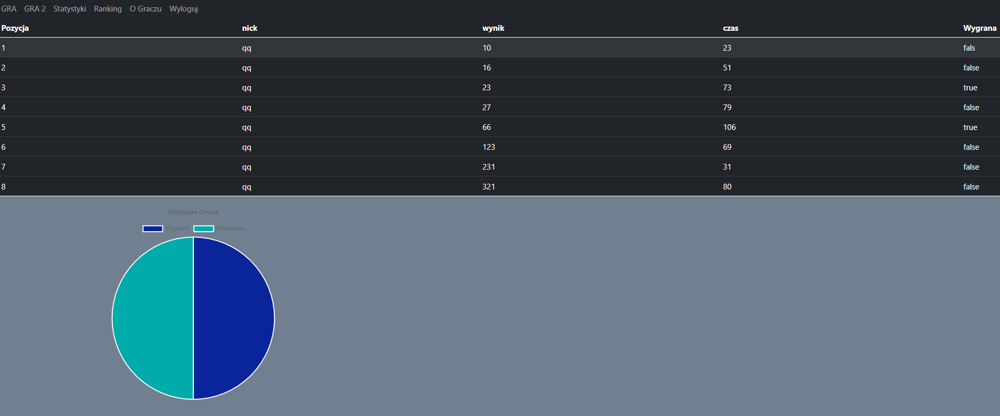 GRA GRA 2 Statystyki Ranking O Graczu Wyloguj
Pozycja nick wynik czas Wygrana
1 qq 10 23 fals
2 qq 16 51 false
3 qq 23 73 true
4 qq 27 79 false
5 qq 66 106 true
6 qq 123 69 false
7 qq 231 31 false
8 qq 321 80 false
Statystyka Gracza
Wygrana Przegrana